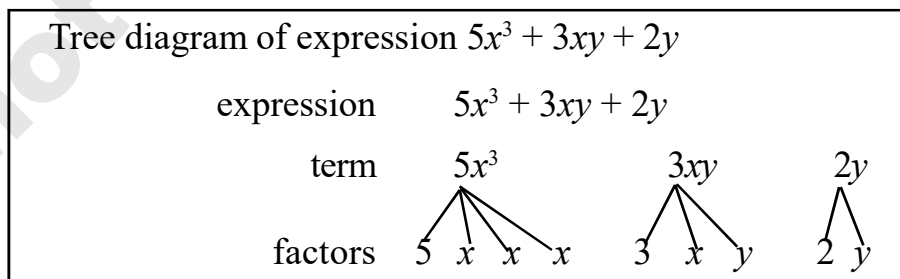 Tree diagram of expression 5x³ + 3xy + 2y
expression 5x³ + 3xy + 2y
term 5x³ 3xy 2y
factors 5 x x x 3 x y 2 y